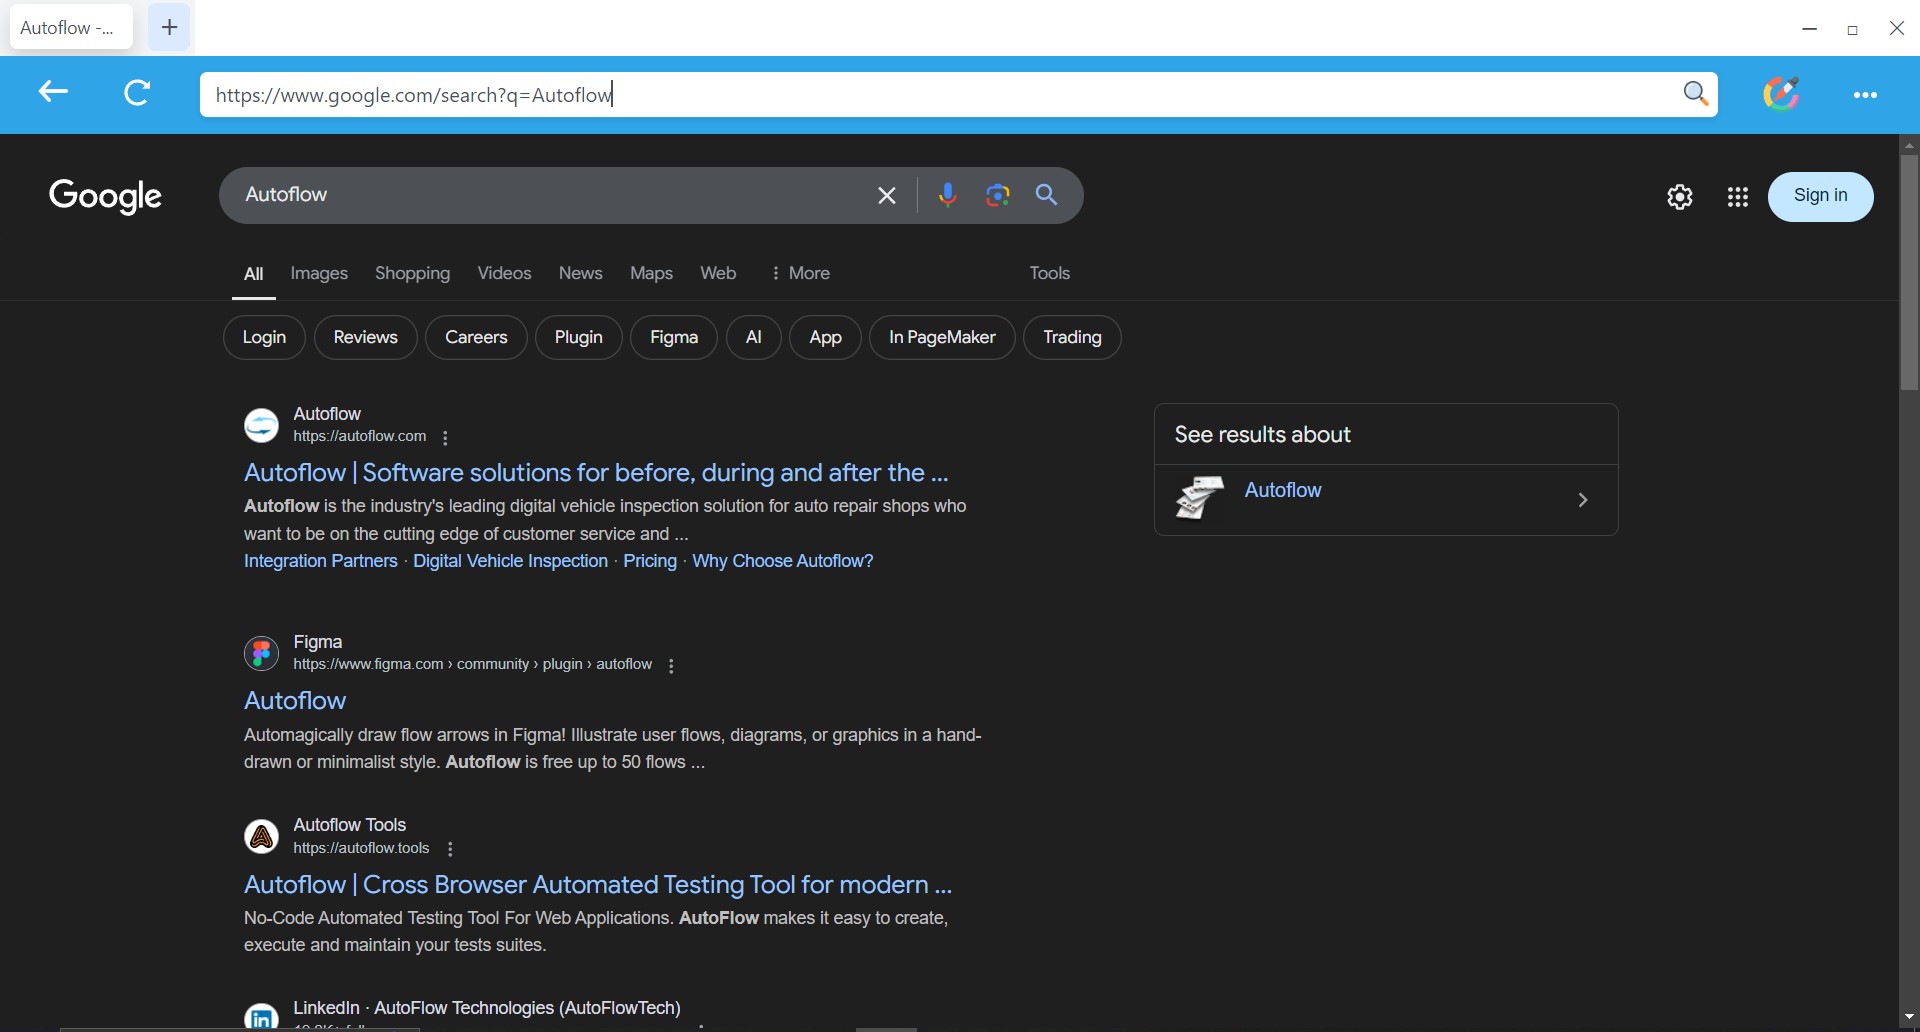 Autoflow -...
https://www.google.com/search?q=Autoflow
Google
Autoflow
Sign in
All Images Shopping Videos News Maps Web More Tools
Login Reviews Careers Plugin Figma AI App In PageMaker Trading
Autoflow
https://autoflow.com
Autoflow | Software solutions for before, during and after the ...
Autoflow is the industry's leading digital vehicle inspection solution for auto repair shops who
want to be on the cutting edge of customer service and ...
Integration Partners · Digital Vehicle Inspection · Pricing · Why Choose Autoflow?
See results about
Autoflow
Figma
https://www.figma.com › community › plugin › autoflow
Autoflow
Automagically draw flow arrows in Figma! Illustrate user flows, diagrams, or graphics in a hand-
drawn or minimalist style. Autoflow is free up to 50 flows ...
Autoflow Tools
https://autoflow.tools
Autoflow | Cross Browser Automated Testing Tool for modern ...
No-Code Automated Testing Tool For Web Applications. AutoFlow makes it easy to create,
execute and maintain your tests suites.
LinkedIn · AutoFlow Technologies (AutoFlowTech)